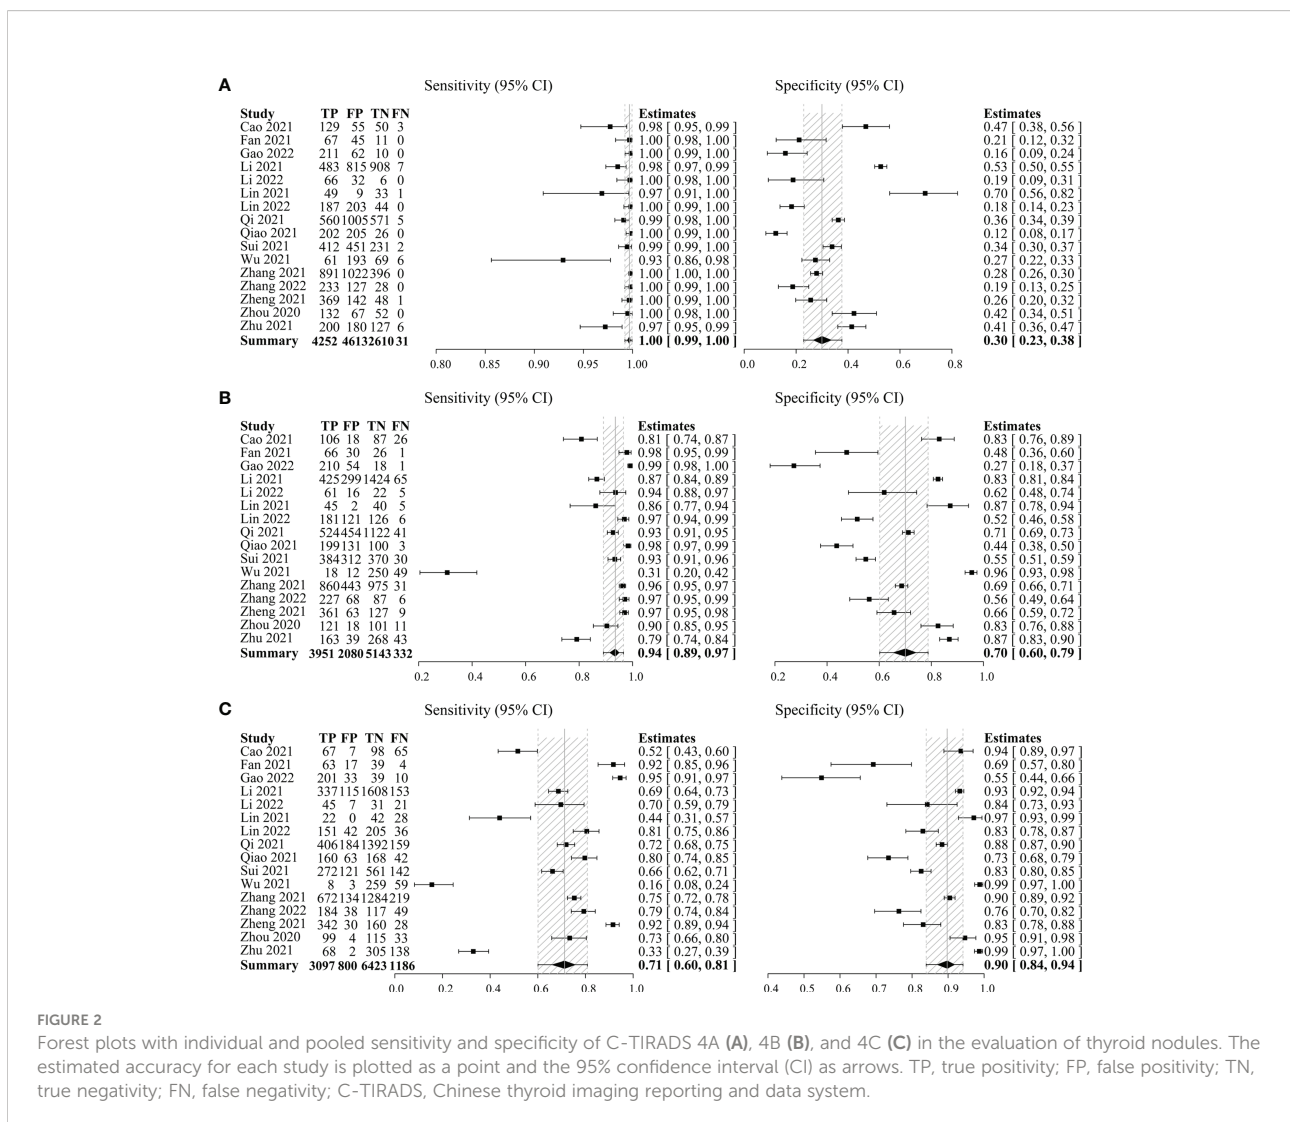 A
Sensitivity (95% CI) Specificity (95% CI)
Study TP FP TN FN Estimates Estimates
Cao 2021 129 55 50 3 0.98 [ 0.95, 0.99 ] 0.47 [ 0.38, 0.56 ]
Fan 2021 67 45 11 0 1.00 [ 0.98, 1.00 ] 0.21 [ 0.12, 0.32 ]
Gao 2022 211 62 10 0 1.00 [ 0.99, 1.00 ] 0.16 [ 0.09, 0.24 ]
Li 2021 483 815 908 7 0.98 [ 0.97, 0.99 ] 0.53 [ 0.50, 0.55 ]
Li 2022 66 32 6 0 1.00 [ 0.98, 1.00 ] 0.19 [ 0.09, 0.31 ]
Lin 2021 49 9 33 1 0.97 [ 0.91, 1.00 ] 0.70 [ 0.56, 0.82 ]
Lin 2022 187 203 44 0 1.00 [ 0.99, 1.00 ] 0.18 [ 0.14, 0.23 ]
Qi 2021 560 1005 571 5 0.99 [ 0.98, 1.00 ] 0.36 [ 0.34, 0.39 ]
Qiao 2021 202 205 26 0 1.00 [ 0.99, 1.00 ] 0.12 [ 0.08, 0.17 ]
Sui 2021 412 451 231 2 0.99 [ 0.99, 1.00 ] 0.34 [ 0.30, 0.37 ]
Wu 2021 61 193 69 6 0.93 [ 0.86, 0.98 ] 0.27 [ 0.22, 0.33 ]
Zhang 2021 891 1022 396 0 1.00 [ 1.00, 1.00 ] 0.28 [ 0.26, 0.30 ]
Zhang 2022 233 127 28 0 1.00 [ 0.99, 1.00 ] 0.19 [ 0.13, 0.25 ]
Zheng 2021 369 142 48 1 1.00 [ 0.99, 1.00 ] 0.26 [ 0.20, 0.32 ]
Zhou 2020 132 67 52 0 1.00 [ 0.98, 1.00 ] 0.42 [ 0.34, 0.51 ]
Zhu 2021 200 180 127 6 0.97 [ 0.95, 0.99 ] 0.41 [ 0.36, 0.47 ]
Summary 4252 4613 2610 31 1.00 [ 0.99, 1.00 ] 0.30 [ 0.23, 0.38 ]
0.80 0.85 0.90 0.95 1.00 0.0 0.2 0.4 0.6 0.8
B
Sensitivity (95% CI) Specificity (95% CI)
Study TP FP TN FN Estimates Estimates
Cao 2021 106 18 87 26 0.81 [ 0.74, 0.87 ] 0.83 [ 0.76, 0.89 ]
Fan 2021 66 30 26 1 0.98 [ 0.95, 0.99 ] 0.48 [ 0.36, 0.60 ]
Gao 2022 210 54 18 1 0.99 [ 0.98, 1.00 ] 0.27 [ 0.18, 0.37 ]
Li 2021 425 299 1424 65 0.87 [ 0.84, 0.89 ] 0.83 [ 0.81, 0.84 ]
Li 2022 61 16 22 5 0.94 [ 0.88, 0.97 ] 0.62 [ 0.48, 0.74 ]
Lin 2021 45 2 40 5 0.86 [ 0.77, 0.94 ] 0.87 [ 0.78, 0.94 ]
Lin 2022 181 121 126 6 0.97 [ 0.94, 0.99 ] 0.52 [ 0.46, 0.58 ]
Qi 2021 524 454 1122 41 0.93 [ 0.91, 0.95 ] 0.71 [ 0.69, 0.73 ]
Qiao 2021 199 131 100 3 0.98 [ 0.97, 0.99 ] 0.44 [ 0.38, 0.50 ]
Sui 2021 384 312 370 30 0.93 [ 0.91, 0.96 ] 0.55 [ 0.51, 0.59 ]
Wu 2021 18 12 250 49 0.31 [ 0.20, 0.42 ] 0.96 [ 0.93, 0.98 ]
Zhang 2021 860 443 975 31 0.96 [ 0.95, 0.97 ] 0.69 [ 0.66, 0.71 ]
Zhang 2022 227 68 87 6 0.97 [ 0.95, 0.99 ] 0.56 [ 0.49, 0.64 ]
Zheng 2021 361 63 127 9 0.97 [ 0.95, 0.98 ] 0.66 [ 0.59, 0.72 ]
Zhou 2020 121 18 101 11 0.90 [ 0.85, 0.95 ] 0.83 [ 0.76, 0.88 ]
Zhu 2021 163 39 268 43 0.79 [ 0.74, 0.84 ] 0.87 [ 0.83, 0.90 ]
Summary 3951 2080 5143 332 0.94 [ 0.89, 0.97 ] 0.70 [ 0.60, 0.79 ]
0.2 0.4 0.6 0.8 1.0 0.2 0.4 0.6 0.8 1.0
C
Sensitivity (95% CI) Specificity (95% CI)
Study TP FP TN FN Estimates Estimates
Cao 2021 67 7 98 65 0.52 [ 0.43, 0.60 ] 0.94 [ 0.89, 0.97 ]
Fan 2021 63 17 39 4 0.92 [ 0.85, 0.96 ] 0.69 [ 0.57, 0.80 ]
Gao 2022 201 33 39 10 0.95 [ 0.91, 0.97 ] 0.55 [ 0.44, 0.66 ]
Li 2021 337 115 1608 153 0.69 [ 0.64, 0.73 ] 0.93 [ 0.92, 0.94 ]
Li 2022 45 7 31 21 0.70 [ 0.59, 0.79 ] 0.84 [ 0.73, 0.93 ]
Lin 2021 22 0 42 28 0.44 [ 0.31, 0.57 ] 0.97 [ 0.93, 0.99 ]
Lin 2022 151 42 205 36 0.81 [ 0.75, 0.86 ] 0.83 [ 0.78, 0.87 ]
Qi 2021 406 184 1392 159 0.72 [ 0.68, 0.75 ] 0.88 [ 0.87, 0.90 ]
Qiao 2021 160 63 168 42 0.80 [ 0.74, 0.85 ] 0.73 [ 0.68, 0.79 ]
Sui 2021 272 121 561 142 0.66 [ 0.62, 0.71 ] 0.83 [ 0.80, 0.85 ]
Wu 2021 8 3 259 59 0.16 [ 0.08, 0.24 ] 0.99 [ 0.97, 1.00 ]
Zhang 2021 672 134 1284 219 0.75 [ 0.72, 0.78 ] 0.90 [ 0.89, 0.92 ]
Zhang 2022 184 38 117 49 0.79 [ 0.74, 0.84 ] 0.76 [ 0.70, 0.82 ]
Zheng 2021 342 30 160 28 0.92 [ 0.89, 0.94 ] 0.83 [ 0.78, 0.88 ]
Zhou 2020 99 4 115 33 0.73 [ 0.66, 0.80 ] 0.95 [ 0.91, 0.98 ]
Zhu 2021 68 2 305 138 0.33 [ 0.27, 0.39 ] 0.99 [ 0.97, 1.00 ]
Summary 3097 800 6423 1186 0.71 [ 0.60, 0.81 ] 0.90 [ 0.84, 0.94 ]
0.0 0.2 0.4 0.6 0.8 1.0 0.4 0.5 0.6 0.7 0.8 0.9 1.0
FIGURE 2
Forest plots with individual and pooled sensitivity and specificity of C-TIRADS 4A (A), 4B (B), and 4C (C) in the evaluation of thyroid nodules. The
estimated accuracy for each study is plotted as a point and the 95% confidence interval (CI) as arrows. TP, true positivity; FP, false positivity; TN,
true negativity; FN, false negativity; C-TIRADS, Chinese thyroid imaging reporting and data system.